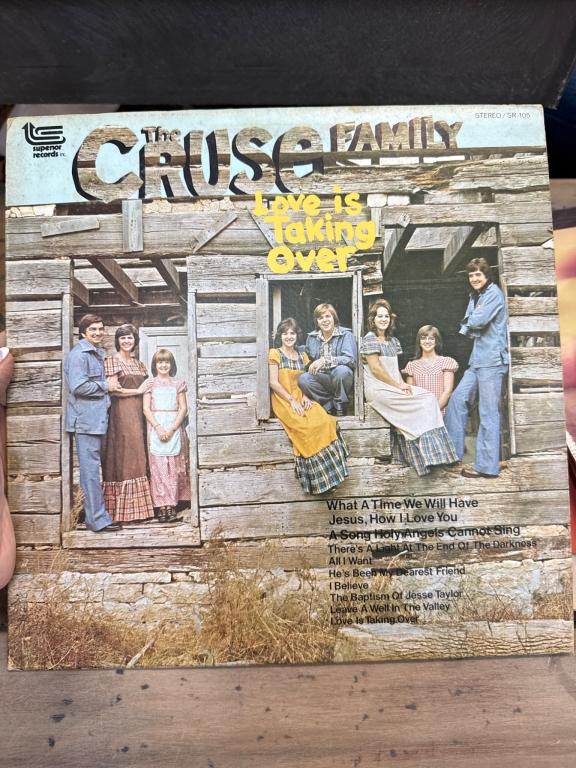 superior
records inc.
STEREO / SR-105
The CRUSE FAMILY
Love is
Taking
Over
What A Time We Will Have
Jesus, How I Love You
A Song Holy Angels Cannot Sing
There's A Light At The End Of The Darkness
All I Want
He's Been My Dearest Friend
I Believe
The Baptism Of Jesse Taylor
Leave A Well In The Valley
Love Is Taking Over